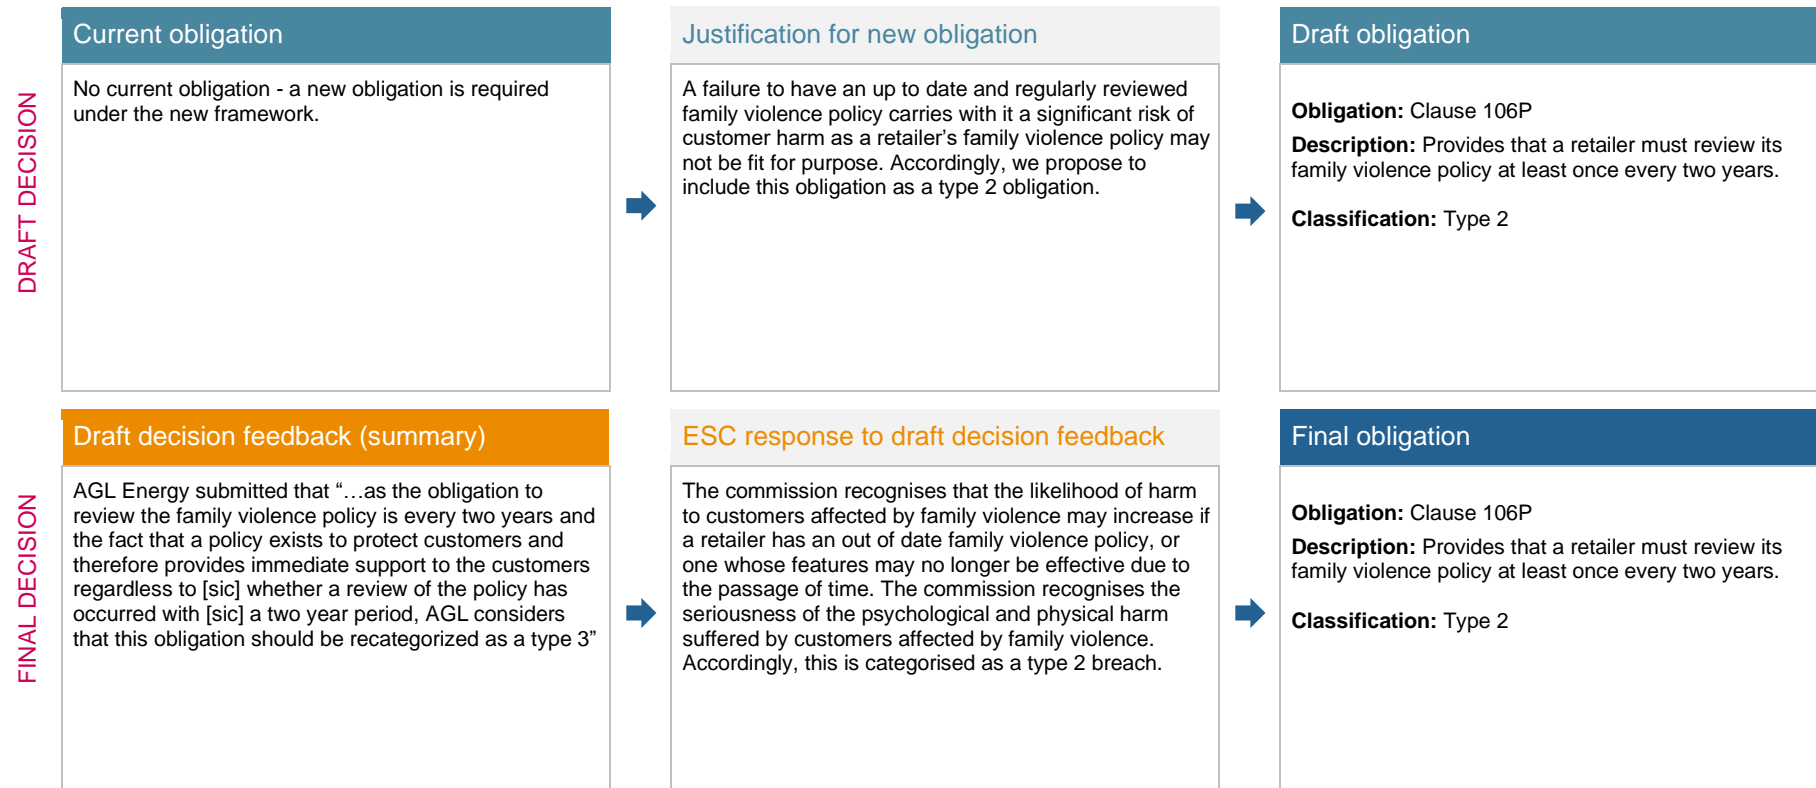 DRAFT DECISION
Current obligation
No current obligation - a new obligation is required
under the new framework.
Justification for new obligation
A failure to have an up to date and regularly reviewed
family violence policy carries with it a significant risk of
customer harm as a retailer's family violence policy may
not be fit for purpose. Accordingly, we propose to
include this obligation as a type 2 obligation.
Draft obligation
Obligation: Clause 106P
Description: Provides that a retailer must review its
family violence policy at least once every two years.
Classification: Type 2
FINAL DECISION
Draft decision feedback (summary)
AGL Energy submitted that “…as the obligation to
review the family violence policy is every two years and
the fact that a policy exists to protect customers and
therefore provides immediate support to the customers
regardless to [sic] whether a review of the policy has
occurred with [sic] a two year period, AGL considers
that this obligation should be recategorized as a type 3”
ESC response to draft decision feedback
The commission recognises that the likelihood of harm
to customers affected by family violence may increase if
a retailer has an out of date family violence policy, or
one whose features may no longer be effective due to
the passage of time. The commission recognises the
seriousness of the psychological and physical harm
suffered by customers affected by family violence.
Accordingly, this is categorised as a type 2 breach.
Final obligation
Obligation: Clause 106P
Description: Provides that a retailer must review its
family violence policy at least once every two years.
Classification: Type 2